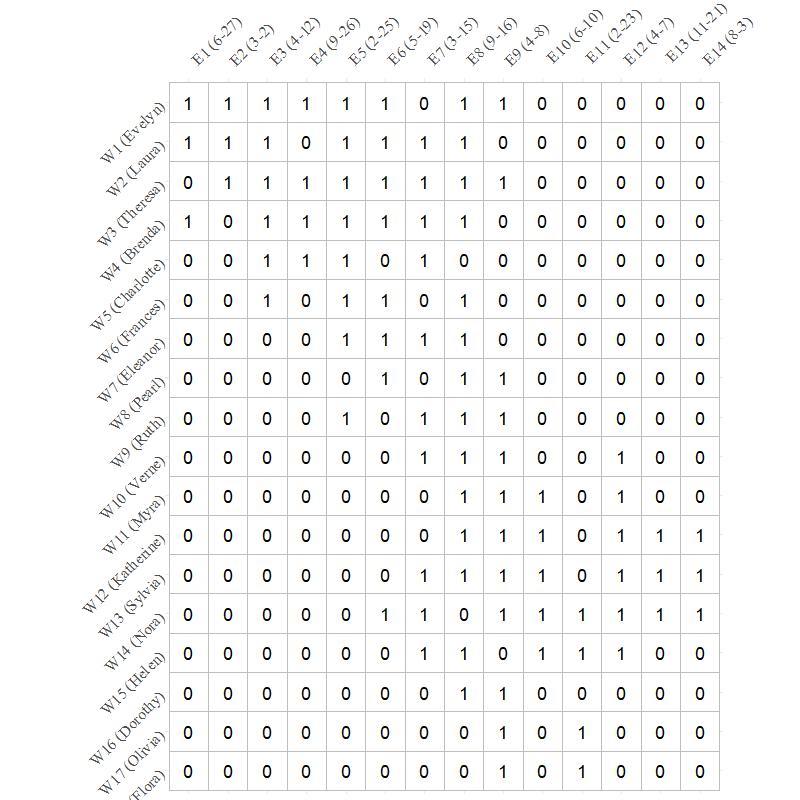 E1 (6-27) E2 (3-2) E3 (4-12) E4 (9-26) E5 (2-25) E6 (5-19) E7 (3-15) E8 (9-16) E9 (4-8) E10 (6-10) E11 (2-23) E12 (4-7) E13 (11-21) E14 (8-3)
W1 (Evelyn) 1 1 1 1 1 1 0 1 1 0 0 0 0 0
W2 (Laura) 1 1 1 0 1 1 1 1 0 0 0 0 0 0
W3 (Theresa) 0 1 1 1 1 1 1 1 1 0 0 0 0 0
W4 (Brenda) 1 0 1 1 1 1 1 1 0 0 0 0 0 0
W5 (Charlotte) 0 0 1 1 1 0 1 0 0 0 0 0 0 0
W6 (Frances) 0 0 1 0 1 1 0 1 0 0 0 0 0 0
W7 (Eleanor) 0 0 0 0 1 1 1 1 0 0 0 0 0 0
W8 (Pearl) 0 0 0 0 0 1 0 1 1 0 0 0 0 0
W9 (Ruth) 0 0 0 0 1 0 1 1 1 0 0 0 0 0
W10 (Verne) 0 0 0 0 0 0 1 1 1 0 0 1 0 0
W11 (Myra) 0 0 0 0 0 0 0 1 1 1 0 1 0 0
W12 (Katherine) 0 0 0 0 0 0 0 1 1 1 0 1 1 1
W13 (Sylvia) 0 0 0 0 0 0 1 1 1 1 0 1 1 1
W14 (Nora) 0 0 0 0 0 1 1 0 1 1 1 1 1 1
W15 (Helen) 0 0 0 0 0 0 1 1 0 1 1 1 0 0
W16 (Dorothy) 0 0 0 0 0 0 0 1 1 0 0 0 0 0
W17 (Olivia) 0 0 0 0 0 0 0 0 1 0 1 0 0 0
Flora) 0 0 0 0 0 0 0 0 1 0 1 0 0 0